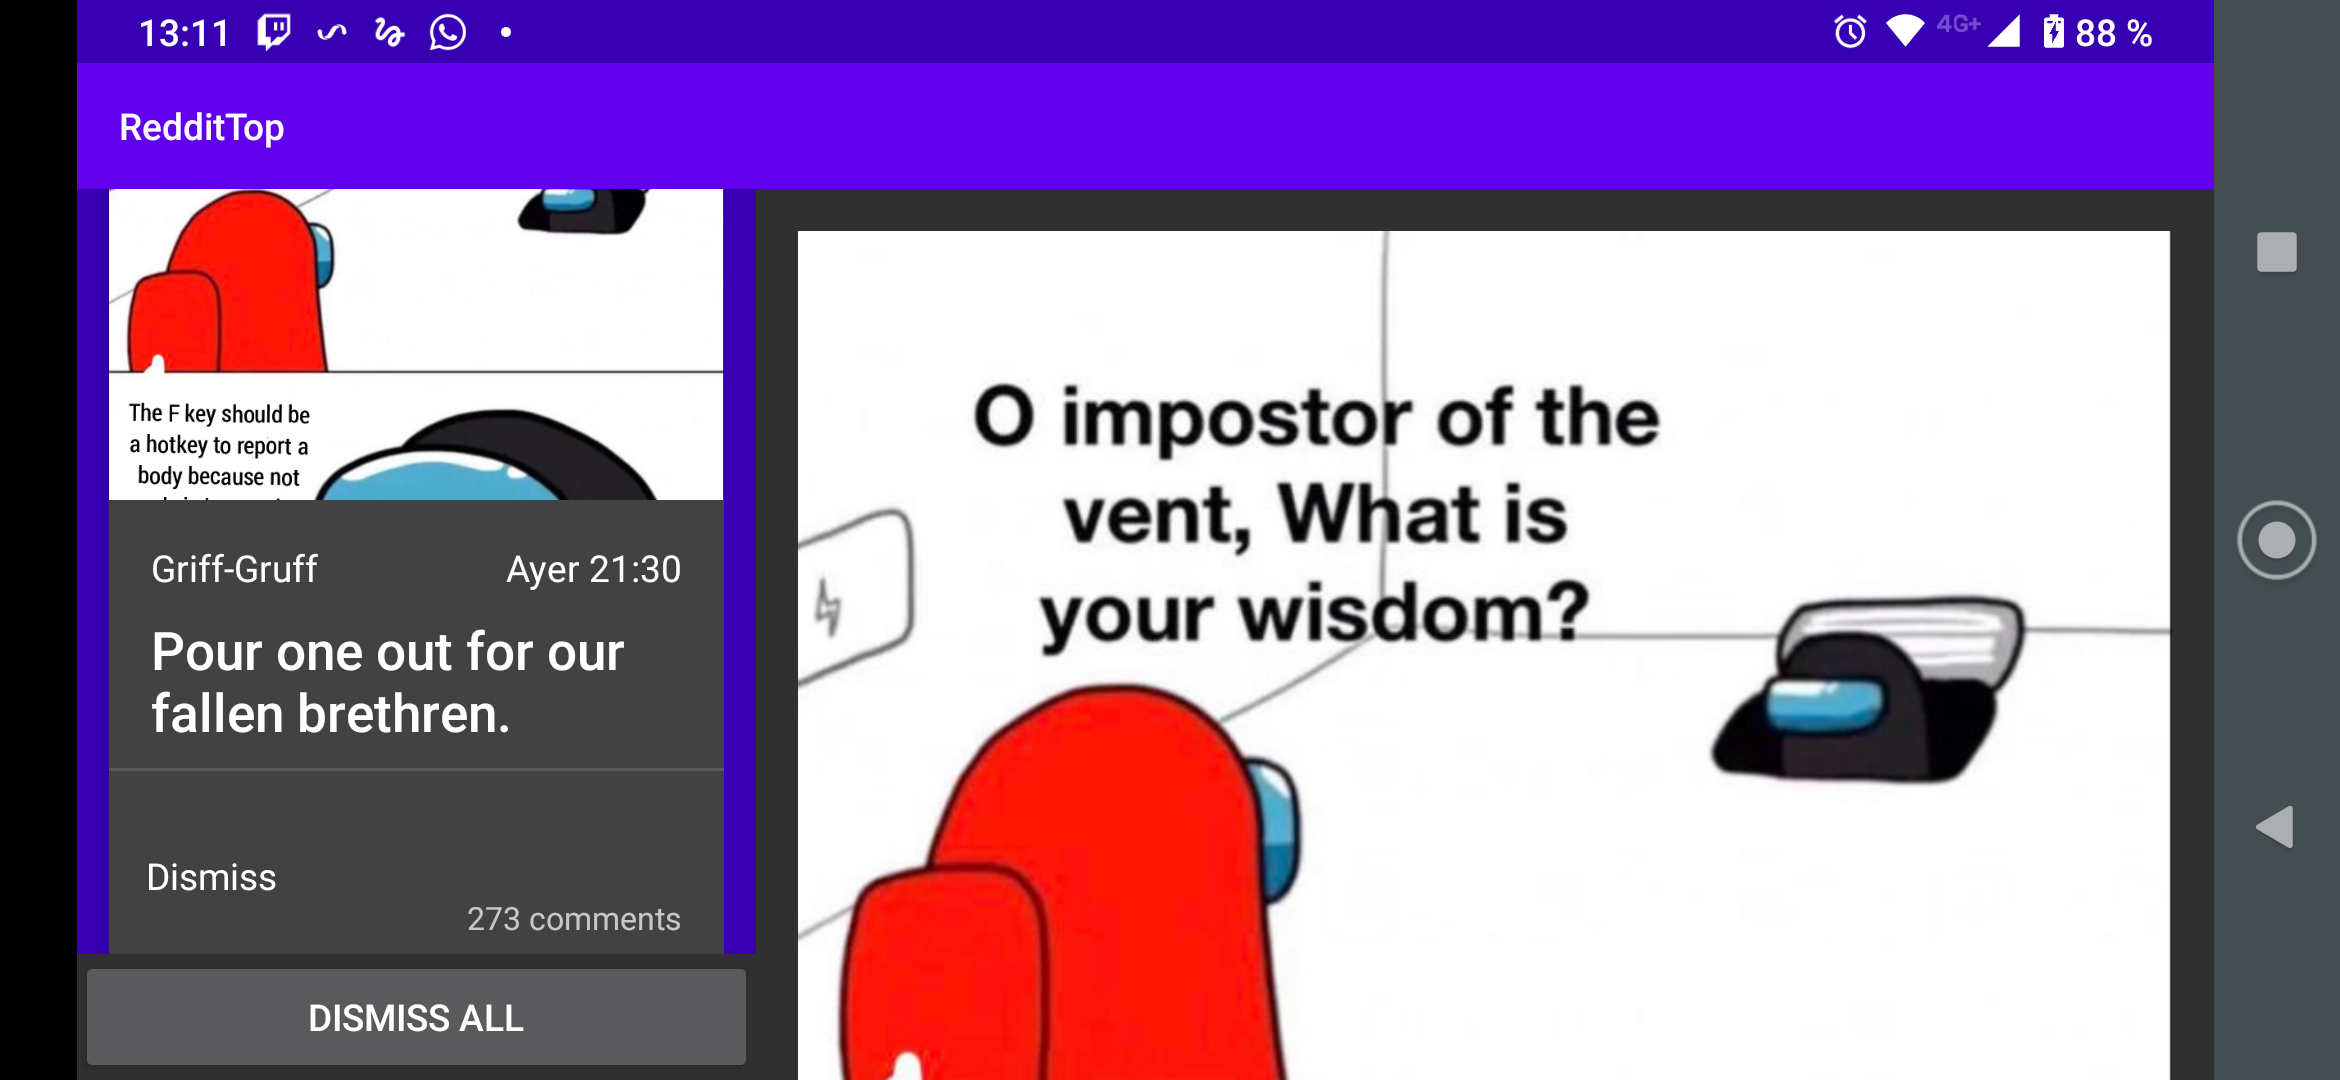 13:11
4G+
88 %
RedditTop
The F key should be
a hotkey to report a
body because not
Griff-Gruff
Ayer 21:30
Pour one out for our
fallen brethren.
Dismiss
273 comments
DISMISS ALL
O impostor of the
vent, What is
your wisdom?